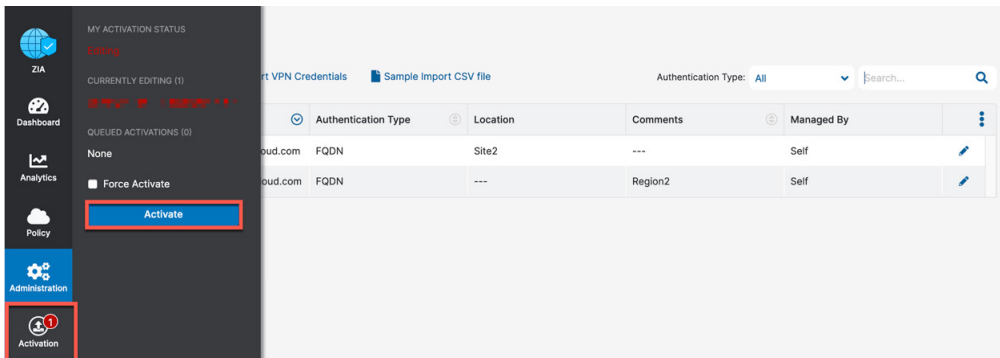 ZIA
Dashboard
Analytics
Policy
Administration
1
Activation
MY ACTIVATION STATUS
CURRENTLY EDITING (1)
QUEUED ACTIVATIONS (0)
None
Force Activate
Activate
rt VPN Credentials Sample Import CSV file Authentication Type: All Search...
Authentication Type Location Comments Managed By
oud.com FQDN Site2 --- Self
oud.com FQDN --- Region2 Self